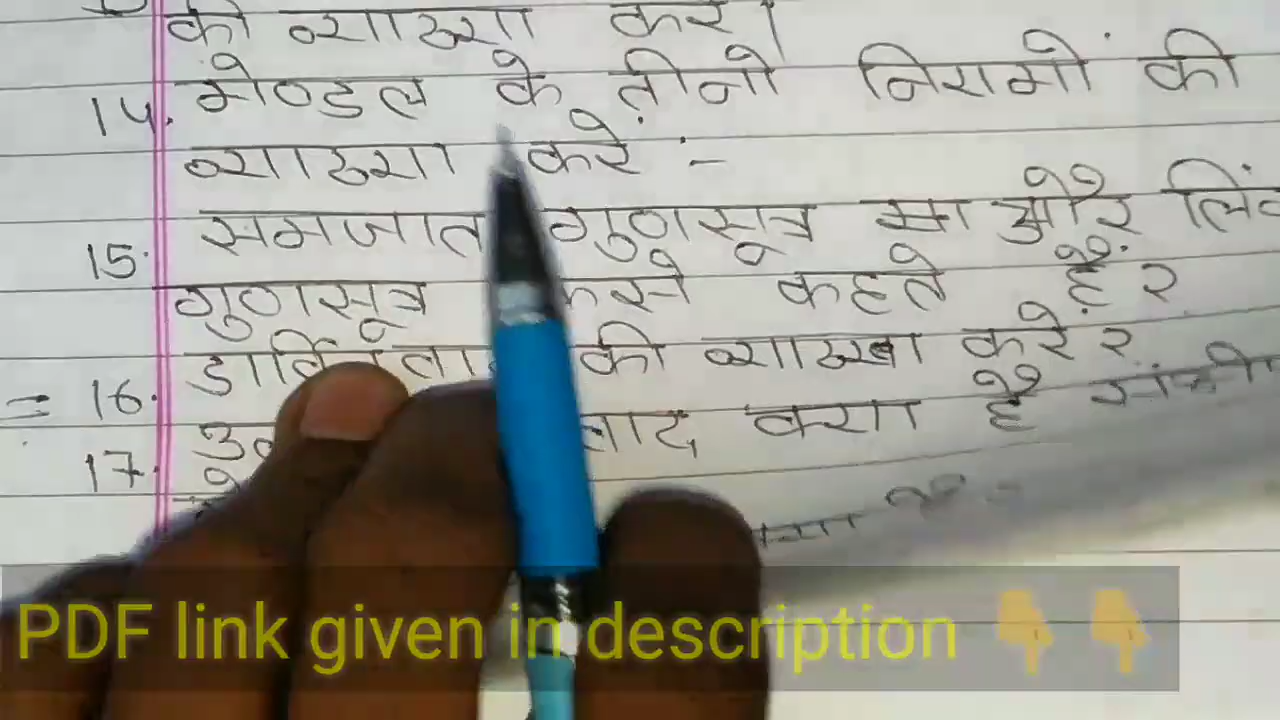 की व्याख्या करे।
14. मेण्डल के तीनो नियमों की
व्याख्या करे :-
15. समजात गुणसूत्र और
गुणसूत्र किसे कहते हैं?
16. की व्याख्या करे?
17. वाद क्या है
PDF link given in description 👇 👇